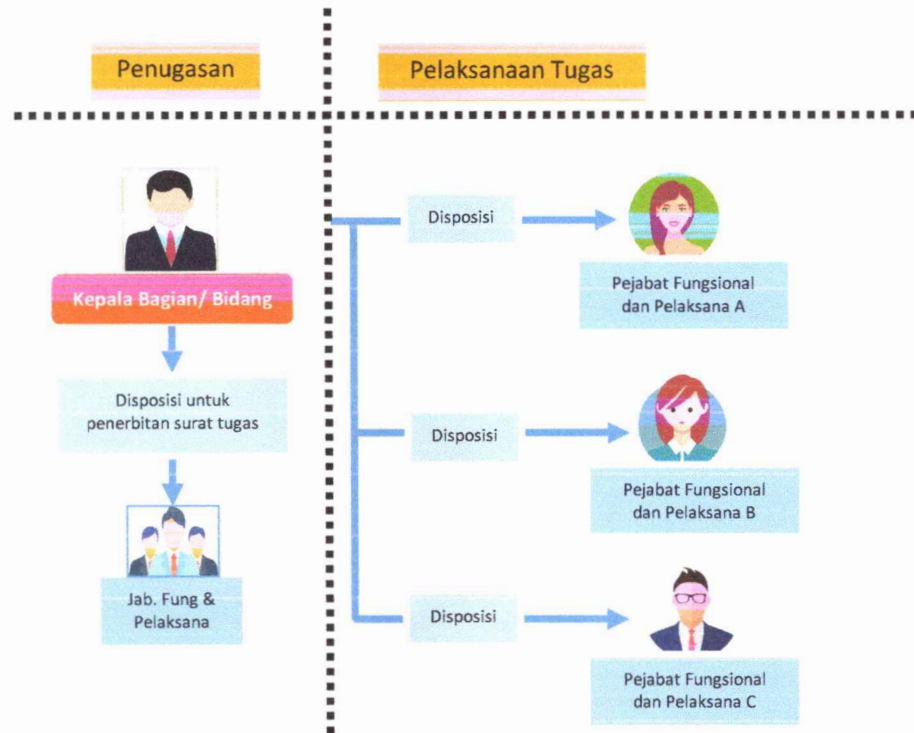 Penugasan
Pelaksanaan Tugas
Kepala Bagian/ Bidang
Disposisi untuk
penerbitan surat tugas
Jab. Fung &
Pelaksana
Disposisi
Pejabat Fungsional
dan Pelaksana A
Disposisi
Pejabat Fungsional
dan Pelaksana B
Disposisi
Pejabat Fungsional
dan Pelaksana C